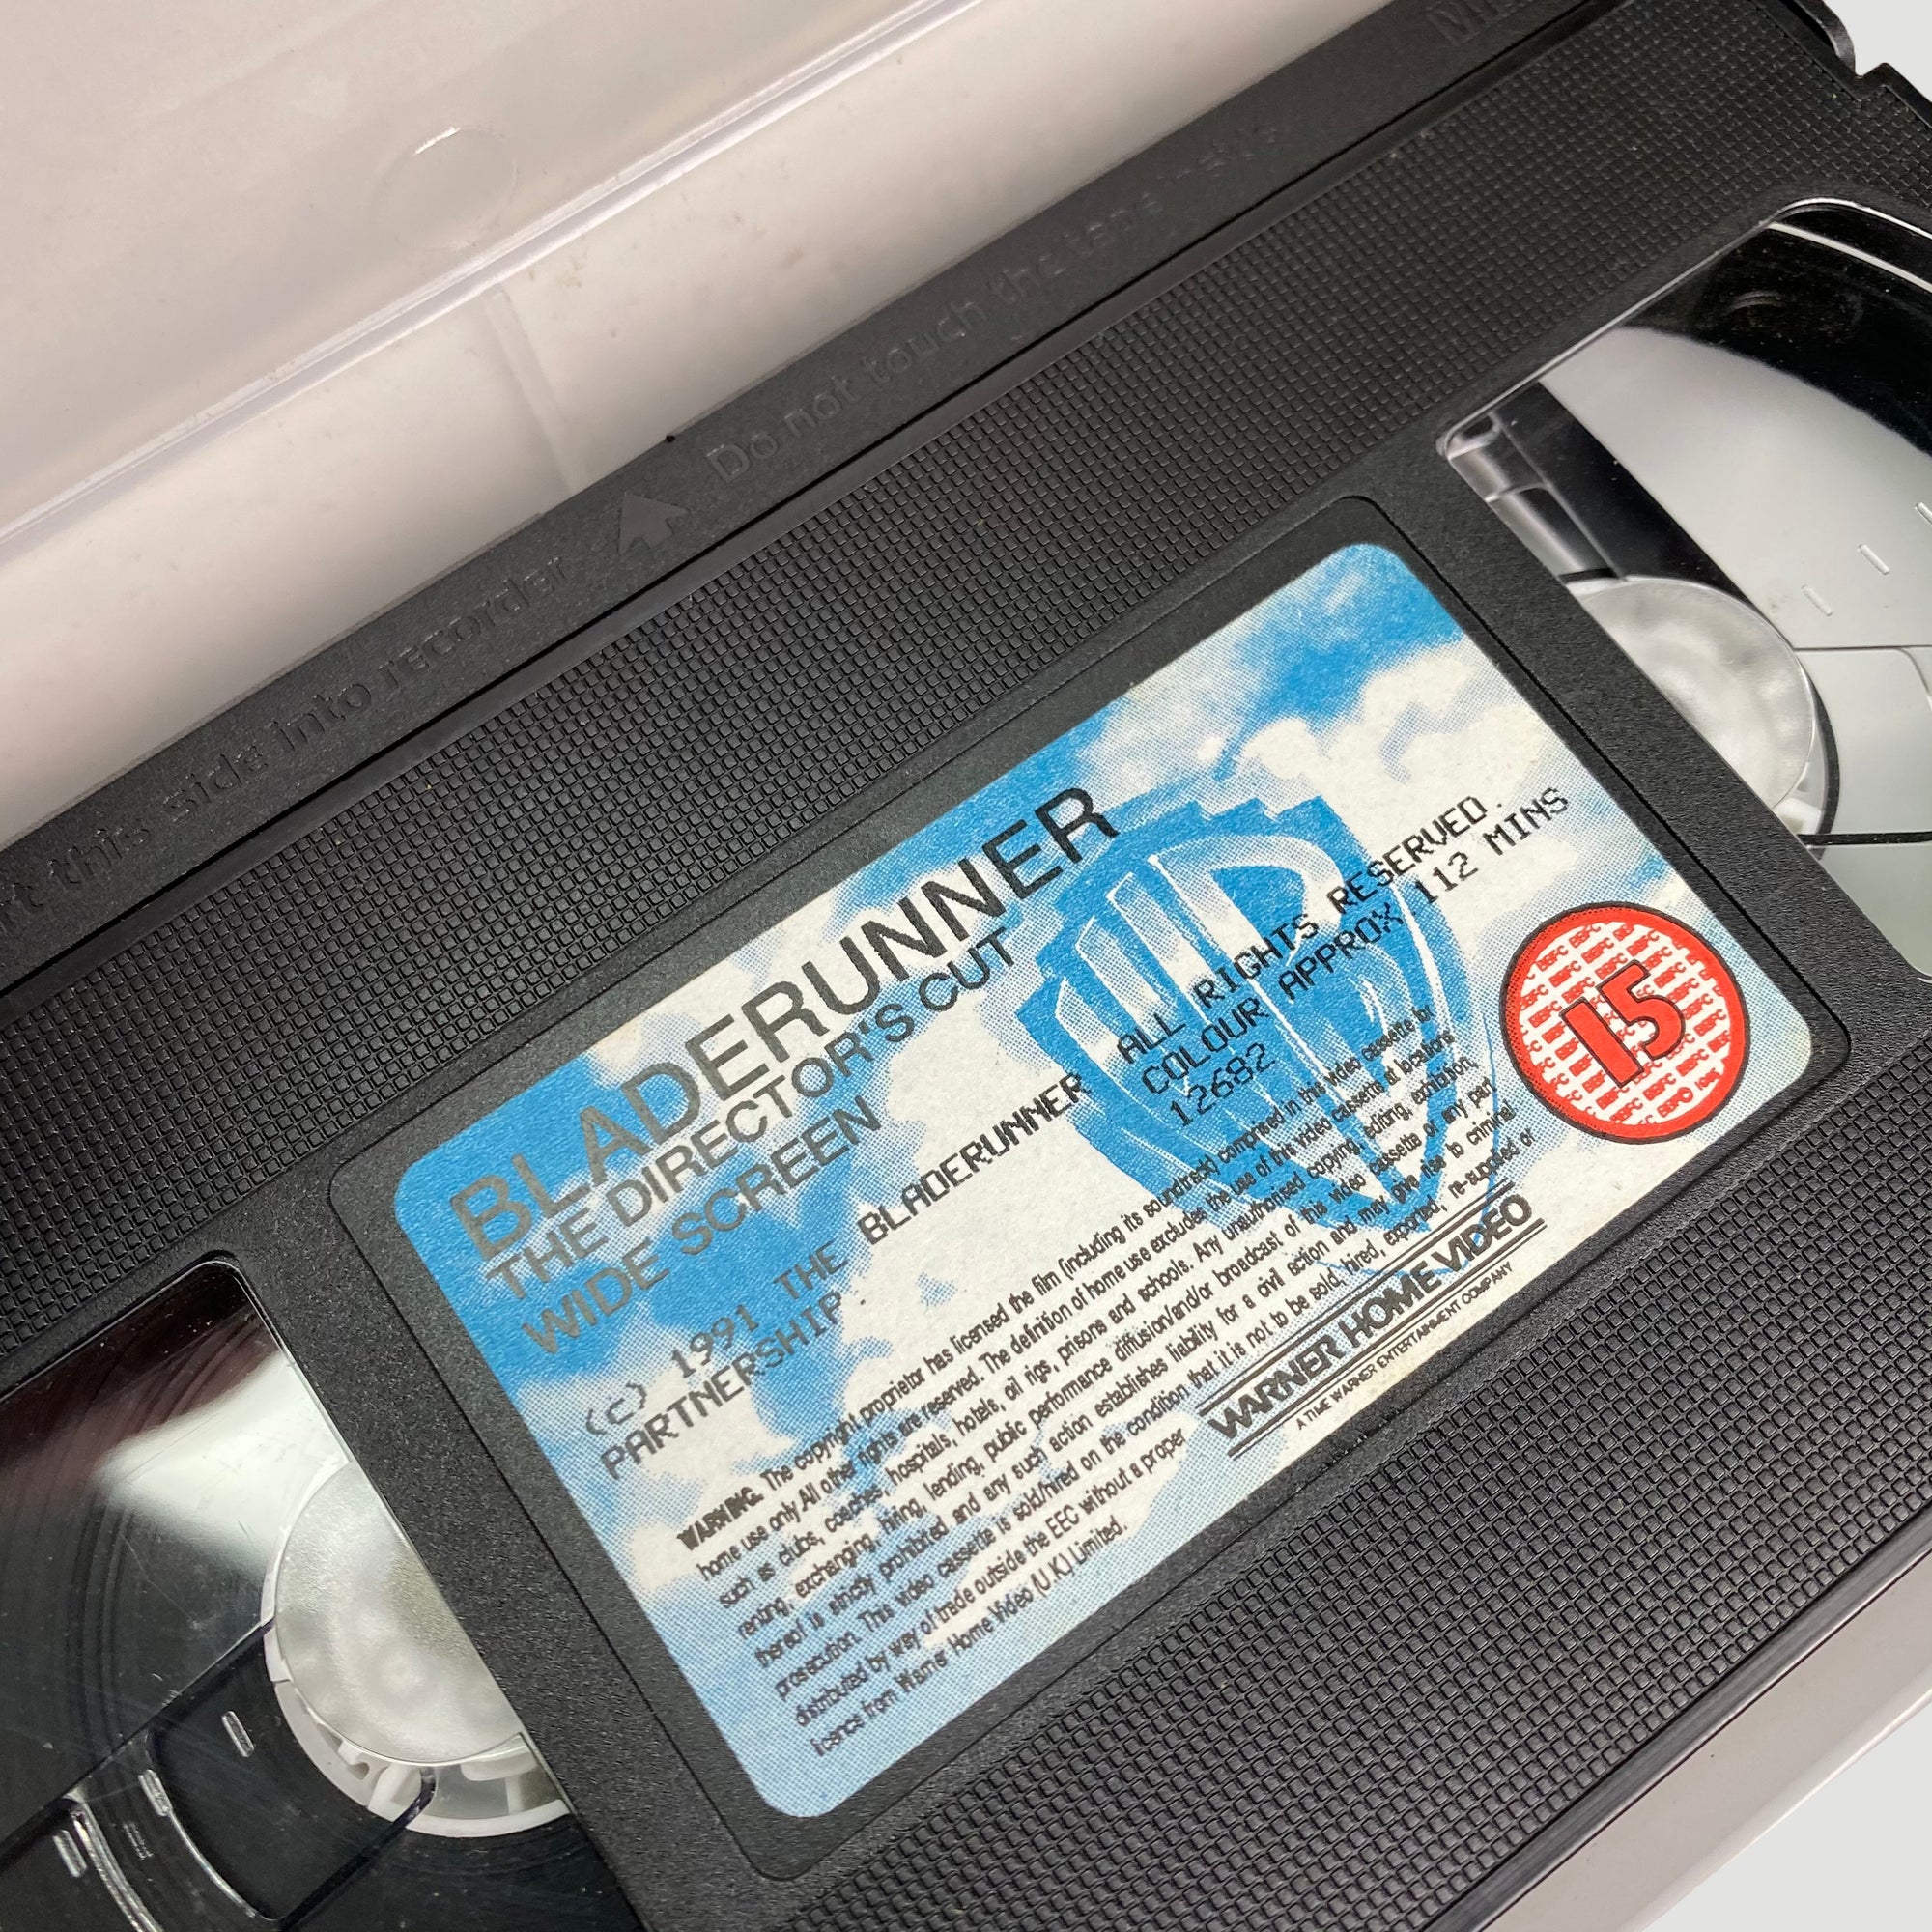 rt this side into recorder
Do not touch the tape inside
BLADERUNNER
THE DIRECTOR'S CUT
WIDE SCREEN
(c) 1991 THE BLADERUNNER
PARTNERSHIP.
ALL RIGHTS RESERVED.
COLOUR APPROX 112 MINS
12682
15
WARNING. The copyright proprietor has licensed the film (including its soundtrack) comprised in this video cassette for
home use only. All other rights are reserved. The definition of home use excludes the use of this video cassette at locations
such as clubs, coaches, hospitals, hotels, oil rigs, prisons and schools. Any unauthorised copying, editing, exhibition,
renting, exchanging, hiring, lending, public performance diffusion/and/or broadcast of this video cassette or any part
thereof is strictly prohibited and any such action establishes liability for a civil action and may give rise to criminal
prosecution. This video cassette is sold/hired on the condition that it is not to be sold, hired, exported, re-supplied or
distributed by way of trade outside the EEC without a proper
licence from Warner Home Video (U.K.) Limited.
WARNER HOME VIDEO
A TIME WARNER ENTERTAINMENT COMPANY